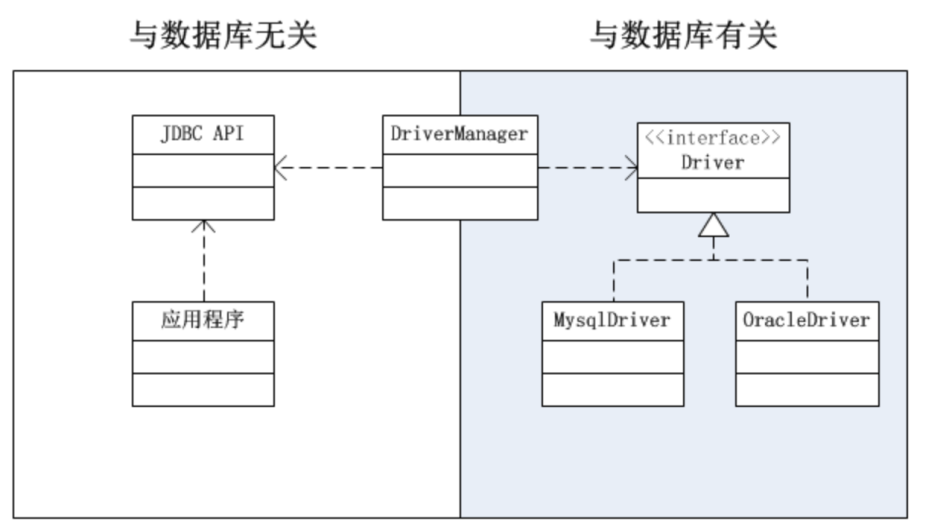 与数据库无关
与数据库有关
JDBC API
DriverManager
<<interface>>
Driver
应用程序
MysqlDriver
OracleDriver